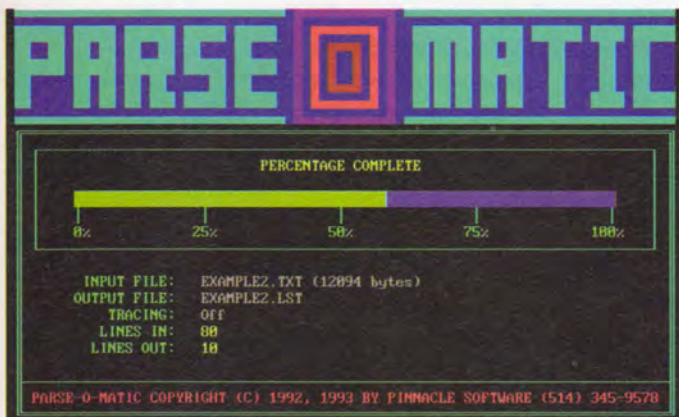 PARSE O MATIC
PERCENTAGE COMPLETE
0% 25% 50% 75% 100%
INPUT FILE: EXAMPLE2.TXT (12094 bytes)
OUTPUT FILE: EXAMPLE2.LST
TRACING: Off
LINES IN: 80
LINES OUT: 10
PARSE-O-MATIC COPYRIGHT (C) 1992, 1993 BY PINNACLE SOFTWARE (514) 345-9578